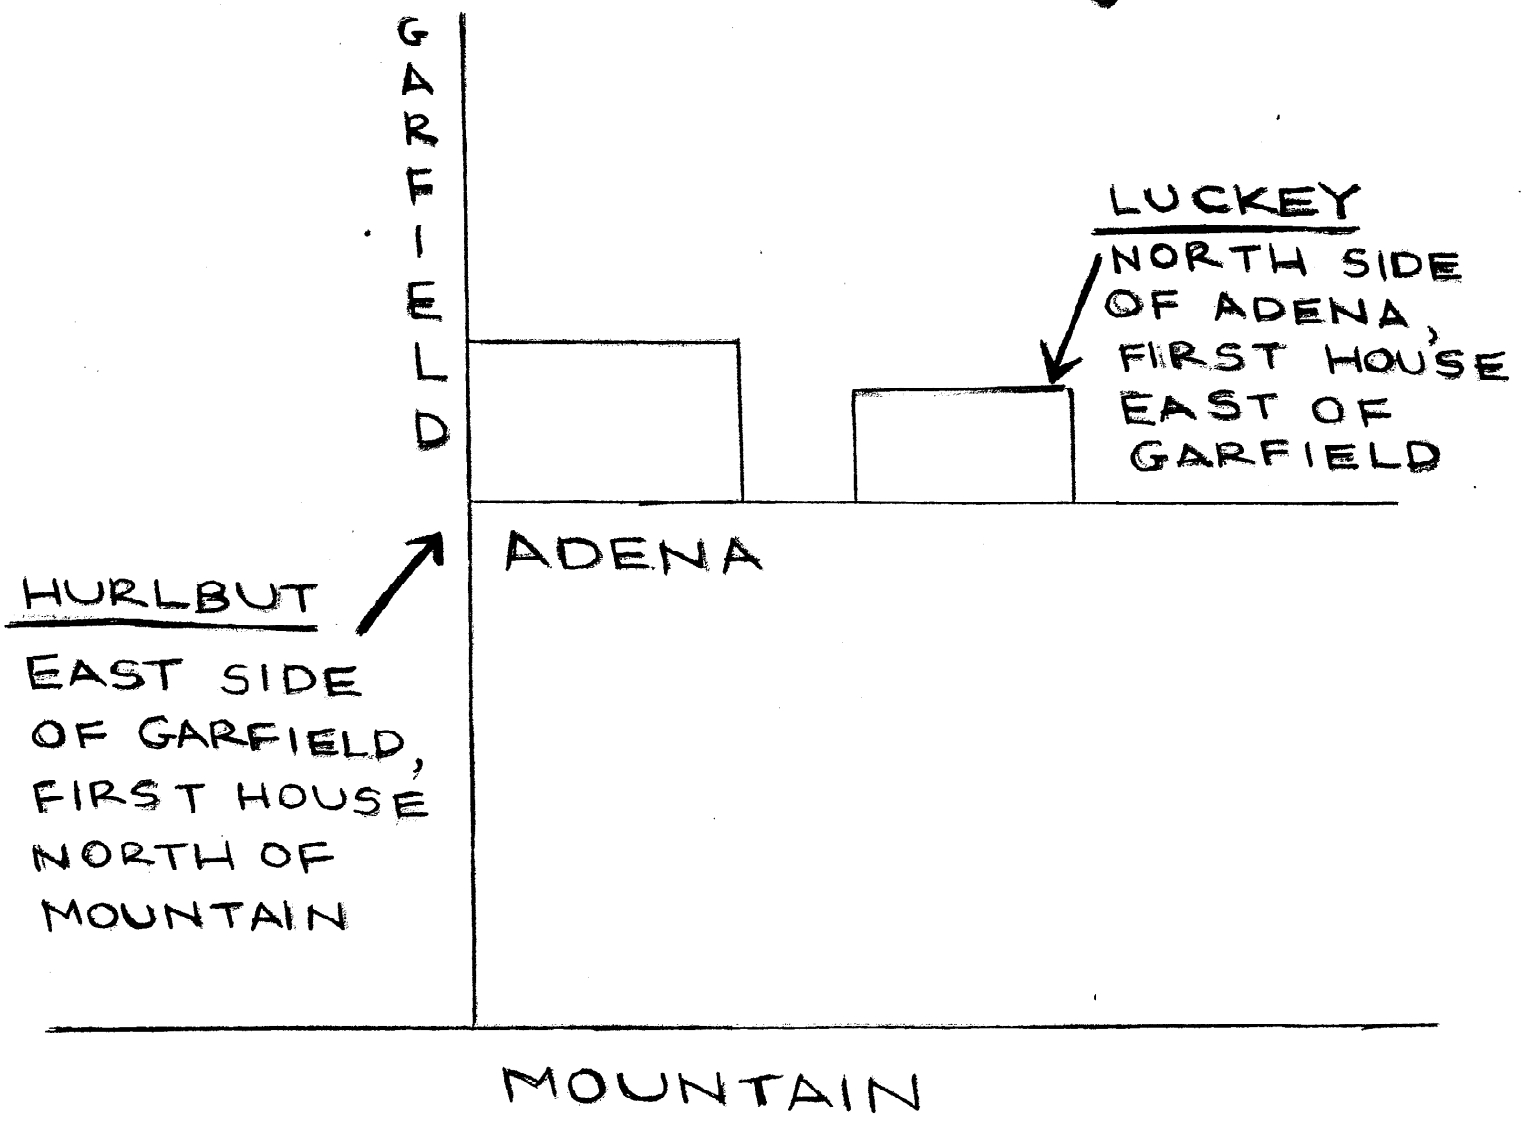 GARFIELD
LUCKEY
NORTH SIDE
OF ADENA,
FIRST HOUSE
EAST OF
GARFIELD
ADENA
HURLBUT
EAST SIDE
OF GARFIELD,
FIRST HOUSE
NORTH OF
MOUNTAIN
MOUNTAIN